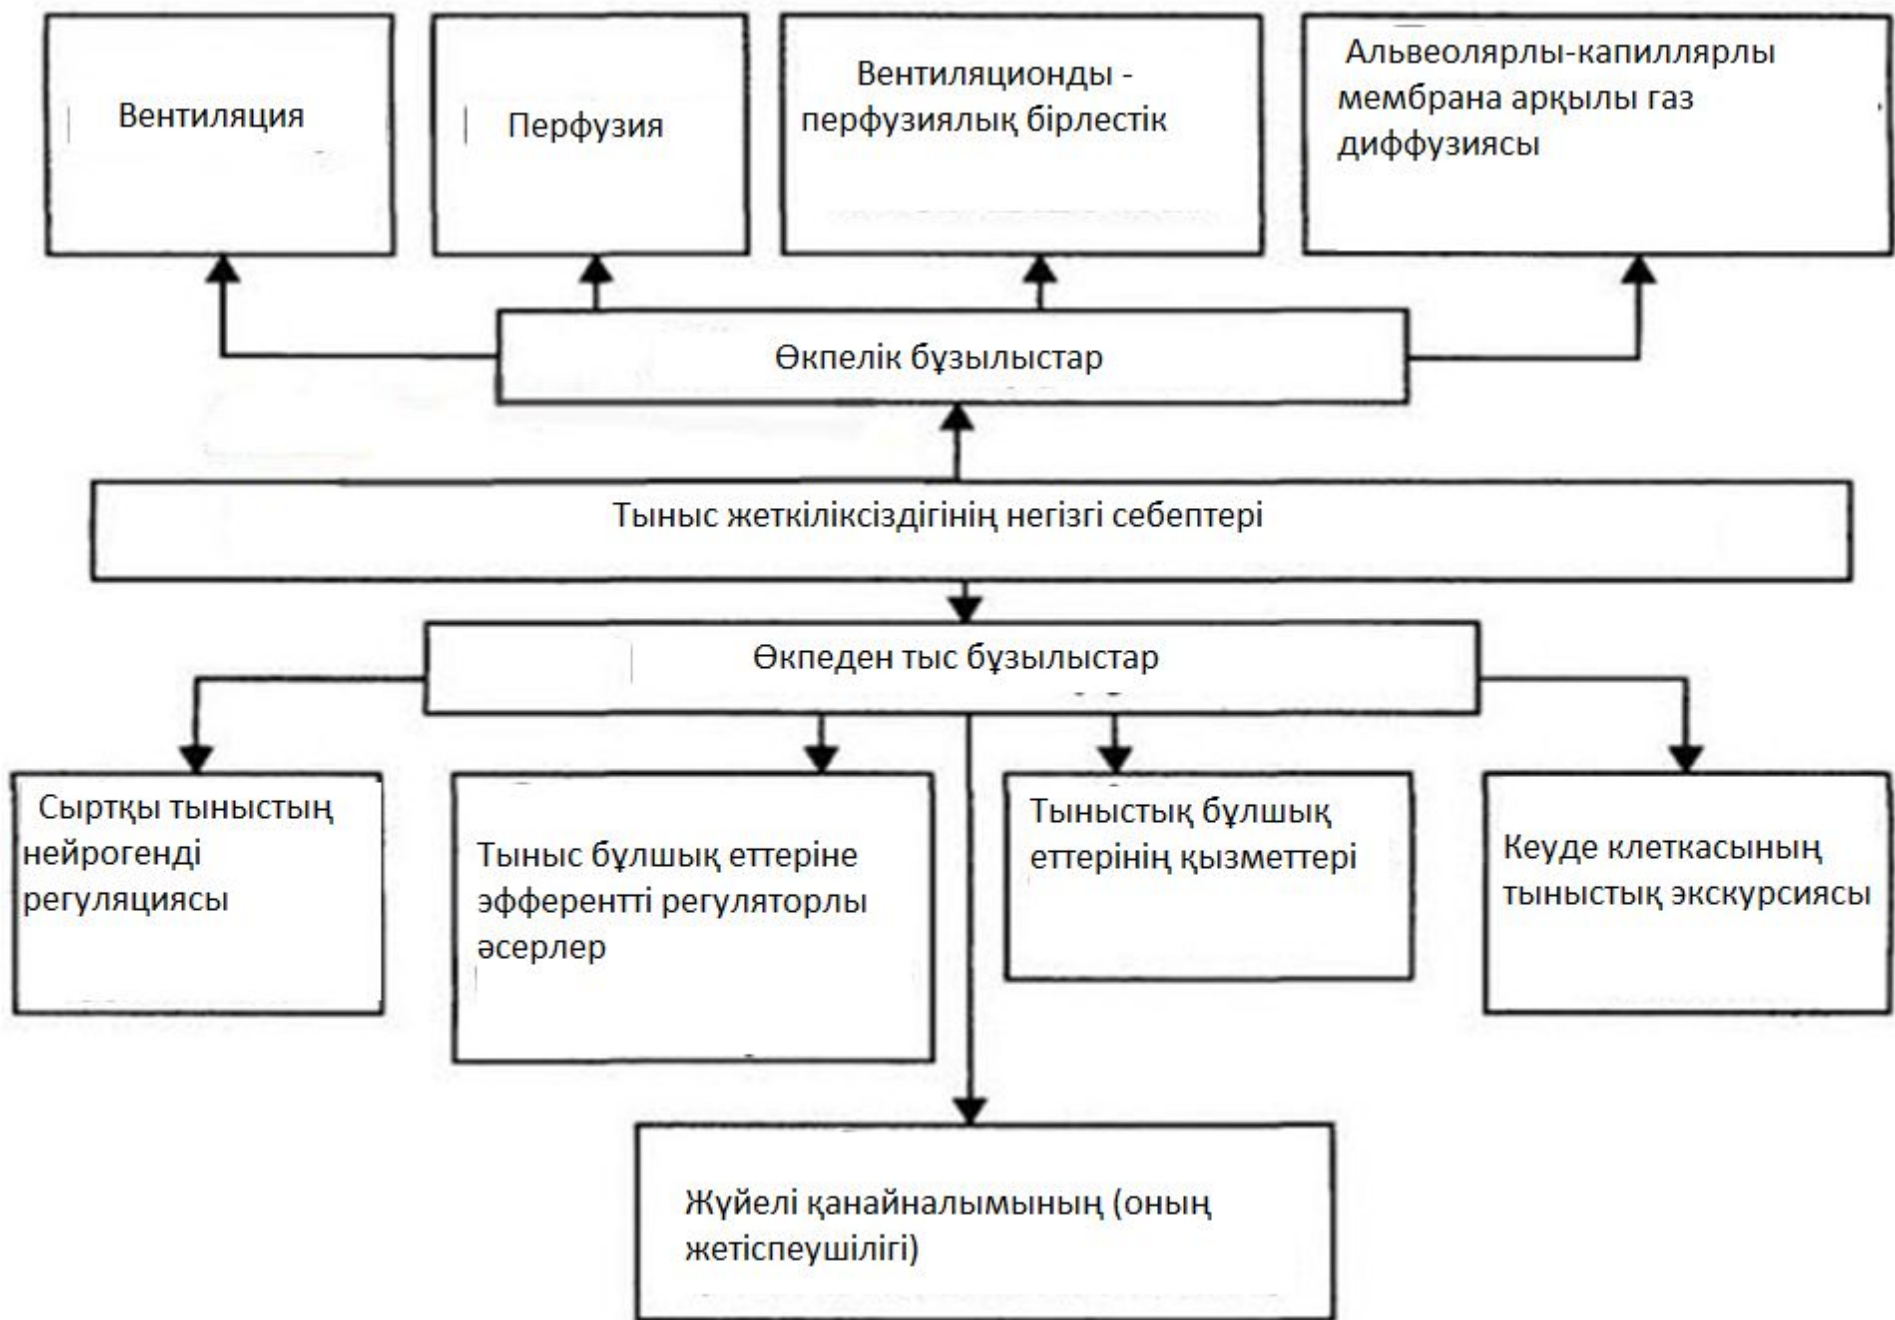 Вентиляция
Перфузия
Вентиляционды -
перфузиялық бірлестік
Альвеолярлы-капиллярлы
мембрана арқылы газ
диффузиясы
Өкпелік бұзылыстар
Тыныс жеткіліксіздігінің негізгі себептері
Өкпеден тыс бұзылыстар
Сыртқы тыныстың
нейрогенді
регуляциясы
Тыныс бұлшық еттеріне
эфферентті регуляторлы
әсерлер
Тыныстық бұлшық
еттерінің қызметтері
Кеуде клеткасының
тыныстық экскурсиясы
Жүйелі қанайналымының (оның
жетіспеушілігі)